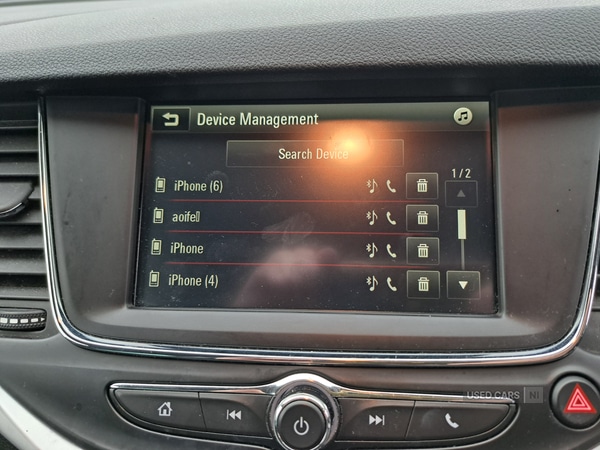 Device Management
Search Device
1/2
iPhone (6)
aoife▯
iPhone
iPhone (4)
USED CARS NI